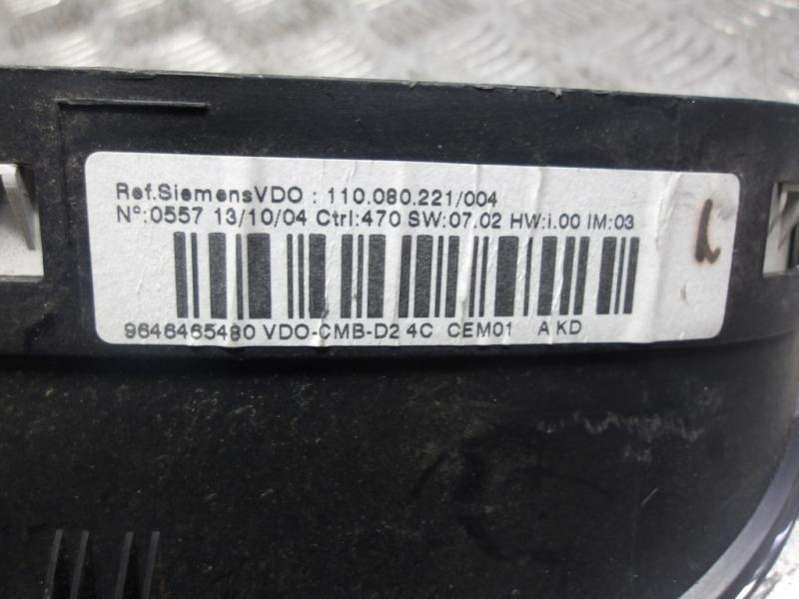 Ref.SiemensVDO : 110.080.221/004
Nº:0557 13/10/04 Ctrl:470 SW:07.02 HW:i.00 IM:03
9646465480 VDO-CMB-D2 4C CEM01 A KD